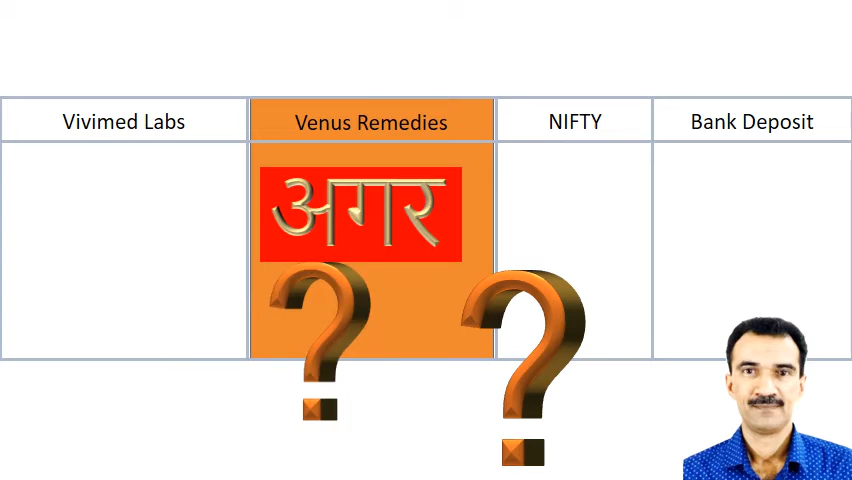 Vivimed Labs Venus Remedies NIFTY Bank Deposit
अगर
? ?